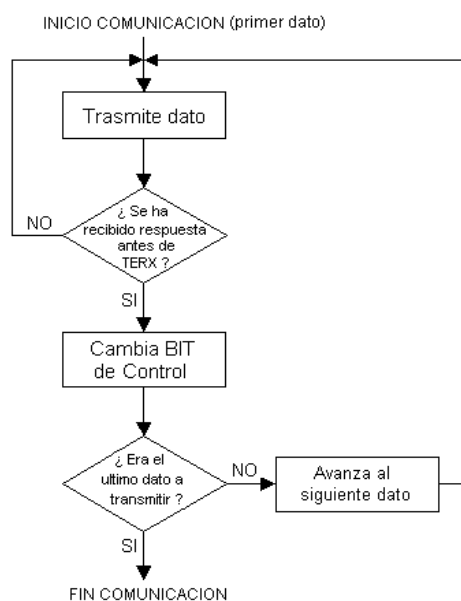 INICIO COMUNICACION (primer dato)
Trasmite dato
¿ Se ha
recibido respuesta
antes de
TERX ?
NO
SI
Cambia BIT
de Control
¿ Era el
ultimo dato a
transmitir ?
NO
Avanza al
siguiente dato
SI
FIN COMUNICACION